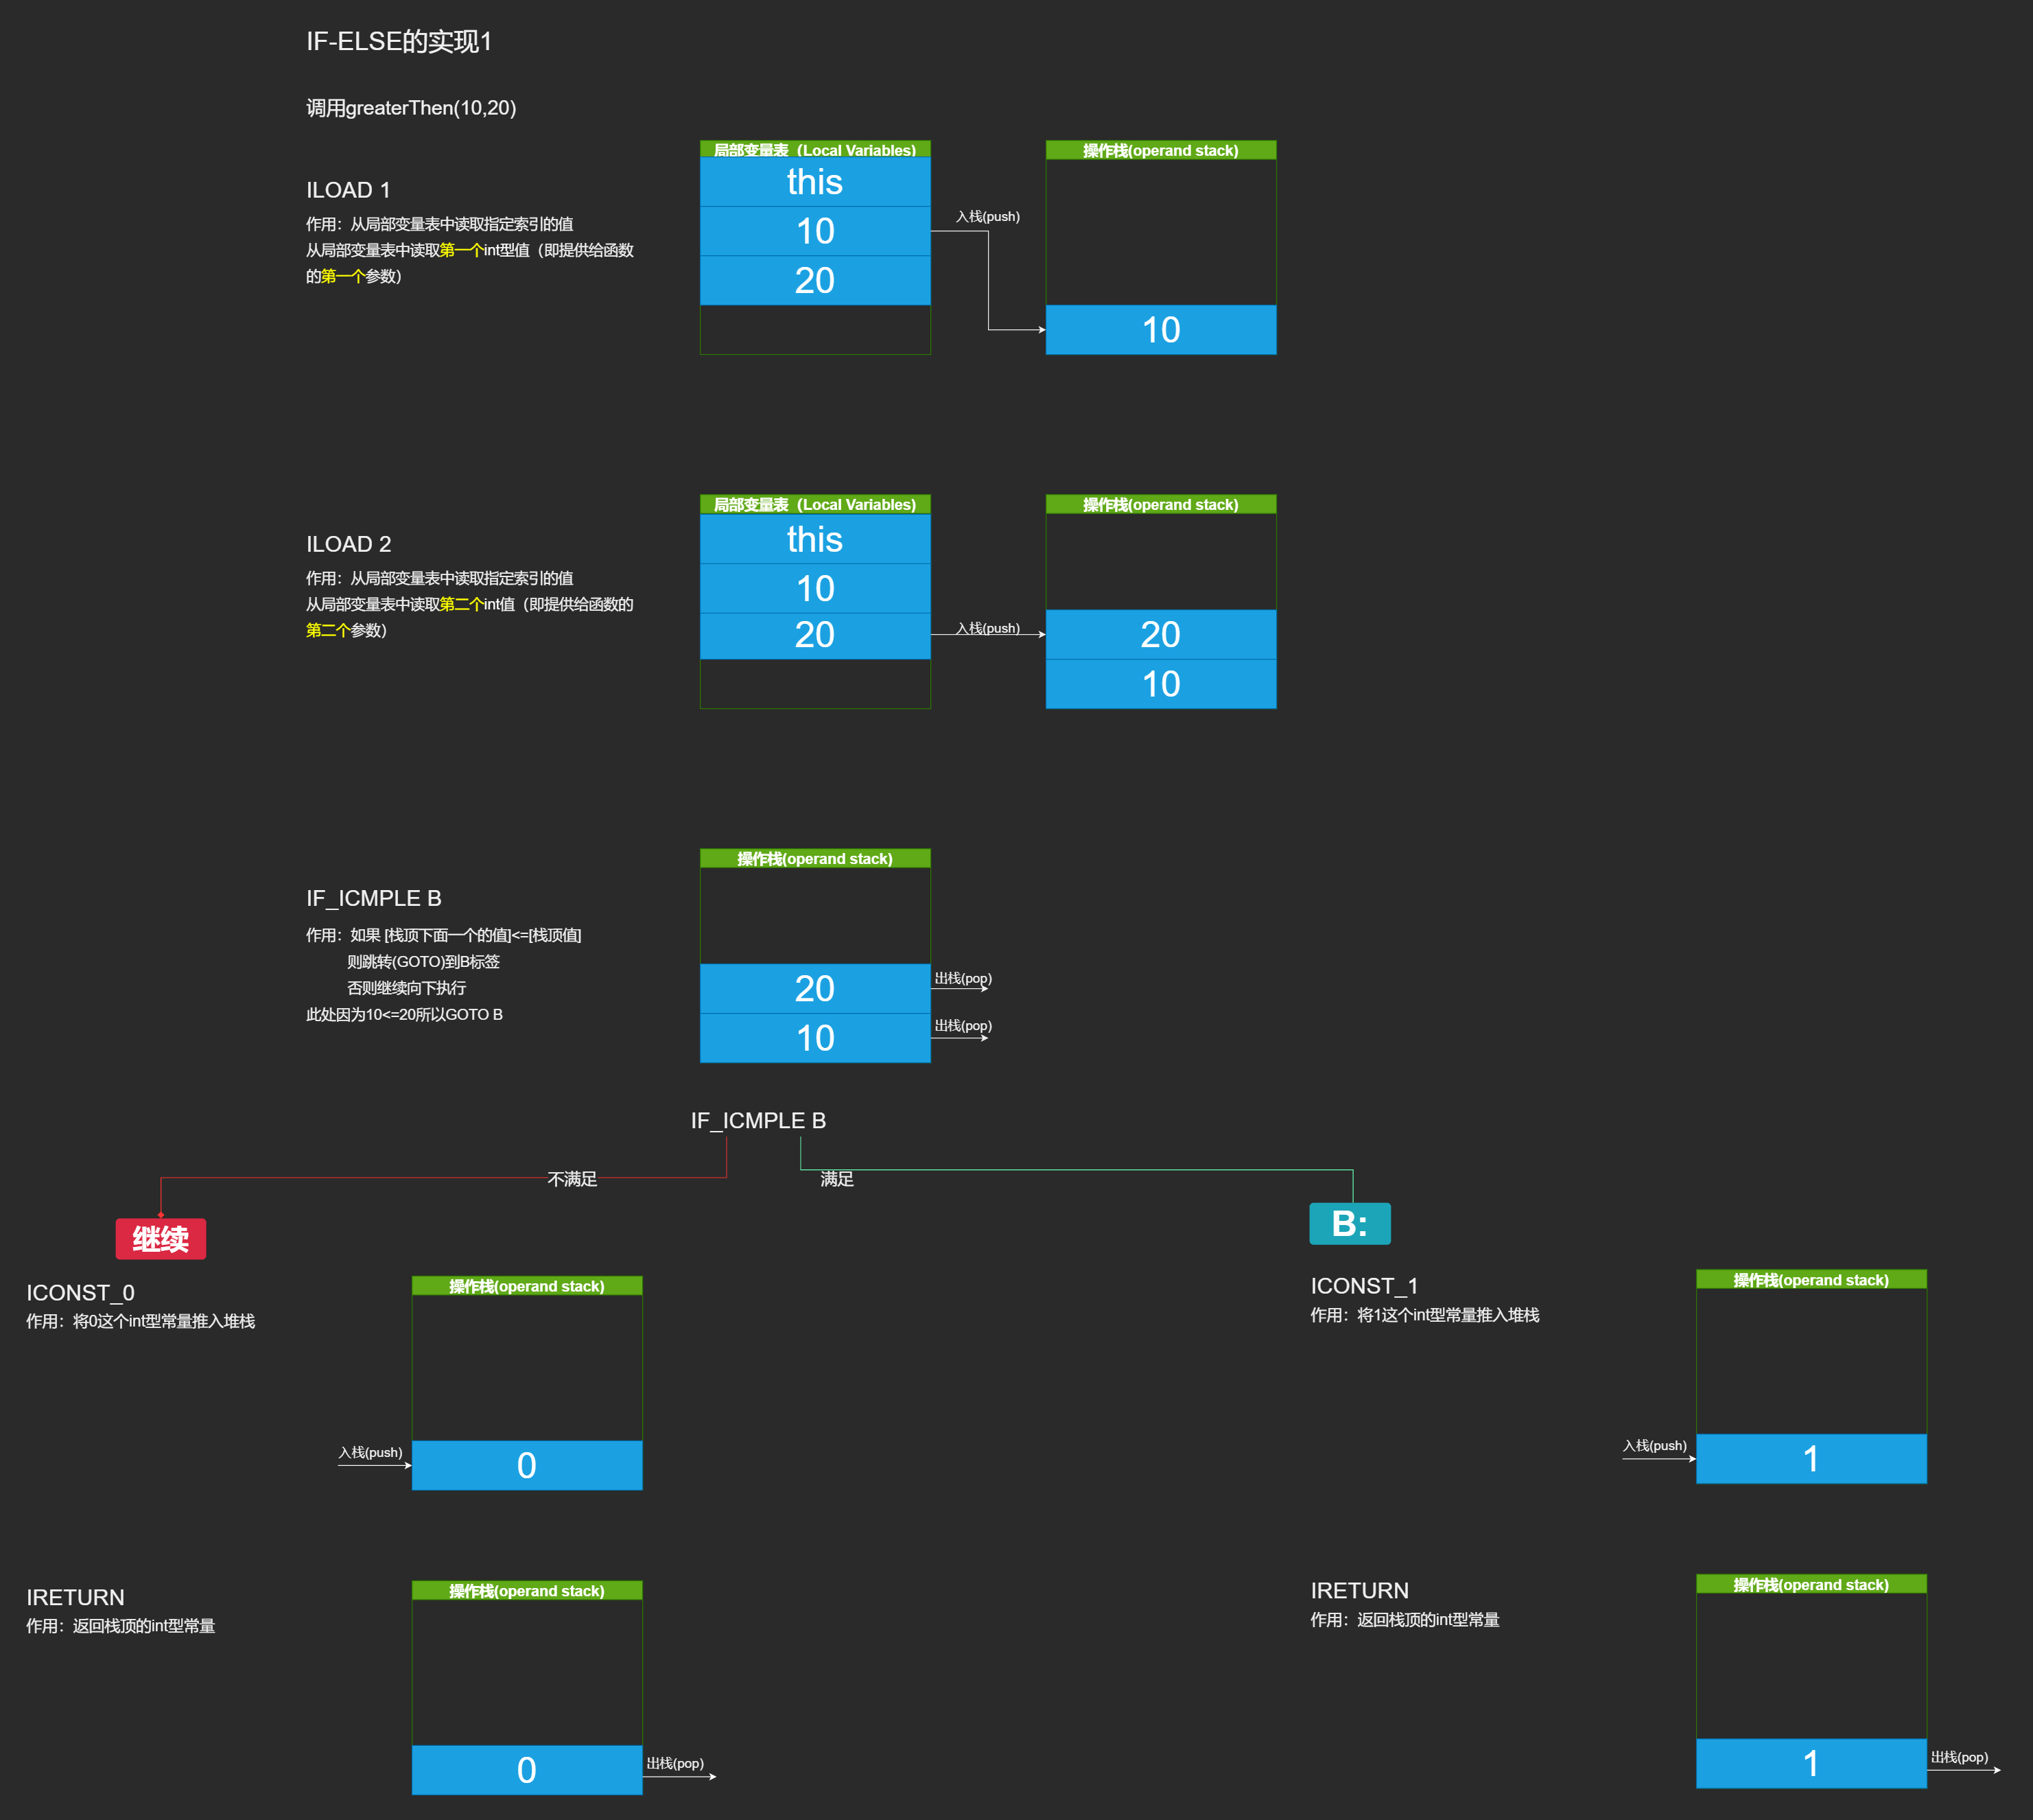 IF-ELSE的实现1
调用greaterThen(10,20)
ILOAD 1
作用：从局部变量表中读取指定索引的值
从局部变量表中读取第一个int型值（即提供给函数
的第一个参数）
局部变量表（Local Variables)
this
10
20
入栈(push)
操作栈(operand stack)
10
ILOAD 2
作用：从局部变量表中读取指定索引的值
从局部变量表中读取第二个int值（即提供给函数的
第二个参数）
局部变量表（Local Variables)
this
10
20
入栈(push)
操作栈(operand stack)
20
10
IF_ICMPLE B
作用：如果 [栈顶下面一个的值]<=[栈顶值]
则跳转(GOTO)到B标签
否则继续向下执行
此处因为10<=20所以GOTO B
操作栈(operand stack)
20
出栈(pop)
10
出栈(pop)
IF_ICMPLE B
不满足
满足
继续
ICONST_0
作用：将0这个int型常量推入堆栈
操作栈(operand stack)
入栈(push)
0
IRETURN
作用：返回栈顶的int型常量
操作栈(operand stack)
0
出栈(pop)
B:
ICONST_1
作用：将1这个int型常量推入堆栈
操作栈(operand stack)
入栈(push)
1
IRETURN
作用：返回栈顶的int型常量
操作栈(operand stack)
1
出栈(pop)